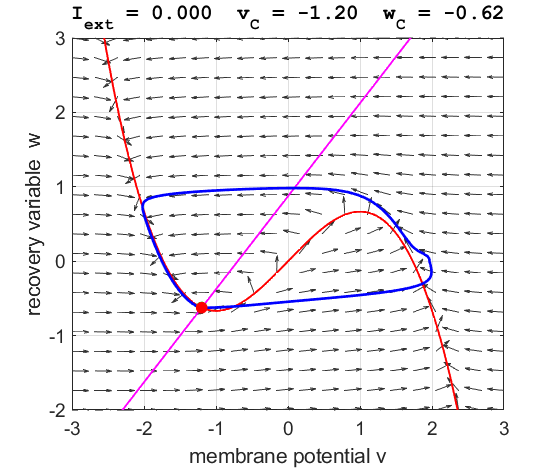 I_ext = 0.000 v_C = -1.20 w_C = -0.62
3
2
1
0
-1
-2
recovery variable w
-3 -2 -1 0 1 2 3
membrane potential v